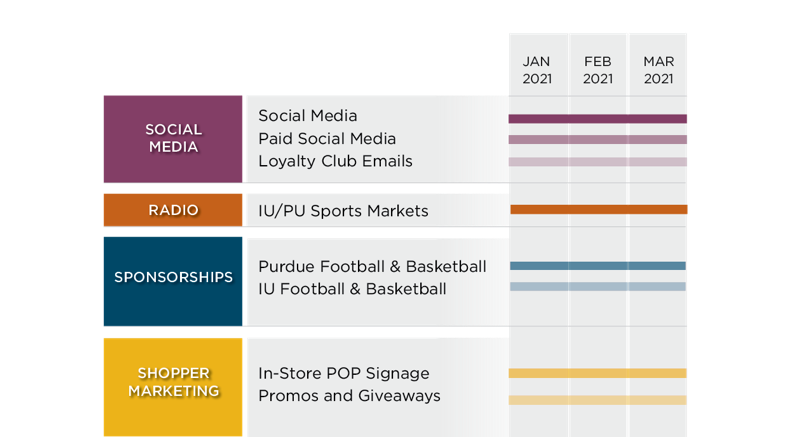 JAN FEB MAR
2021 2021 2021
SOCIAL
MEDIA
Social Media
Paid Social Media
Loyalty Club Emails
RADIO
IU/PU Sports Markets
SPONSORSHIPS
Purdue Football & Basketball
IU Football & Basketball
SHOPPER
MARKETING
In-Store POP Signage
Promos and Giveaways